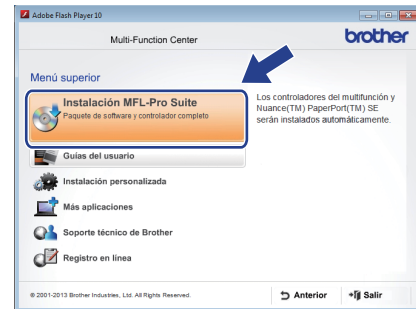 Adobe Flash Player 10
Multi-Function Center
brother
Menú superior
Instalación MFL-Pro Suite
Paquete de software y controlador completo
Los controladores del multifunción y
Nuance(TM) PaperPort(TM) SE
serán instalados automáticamente.
Guías del usuario
Instalación personalizada
Más aplicaciones
Soporte técnico de Brother
Registro en línea
© 2001-2013 Brother Industries, Ltd. All Rights Reserved.
Anterior
Salir